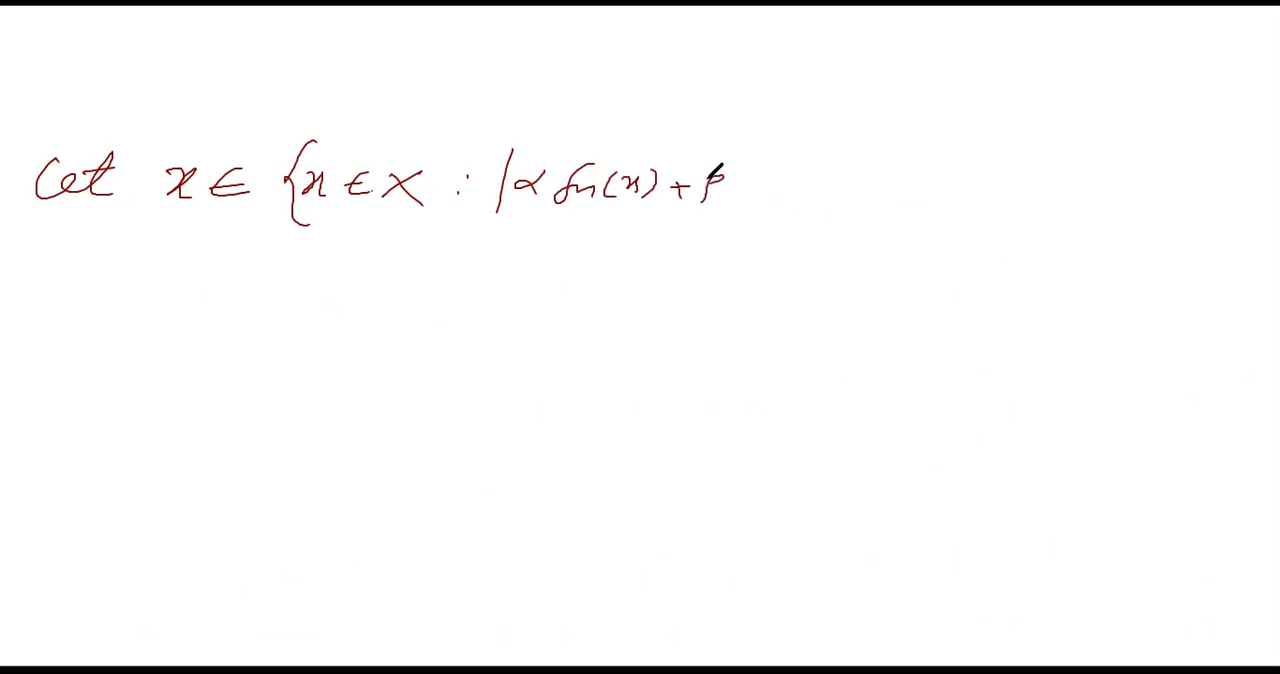 Let x ∈ {x ∈ X : |α fn(x) + β